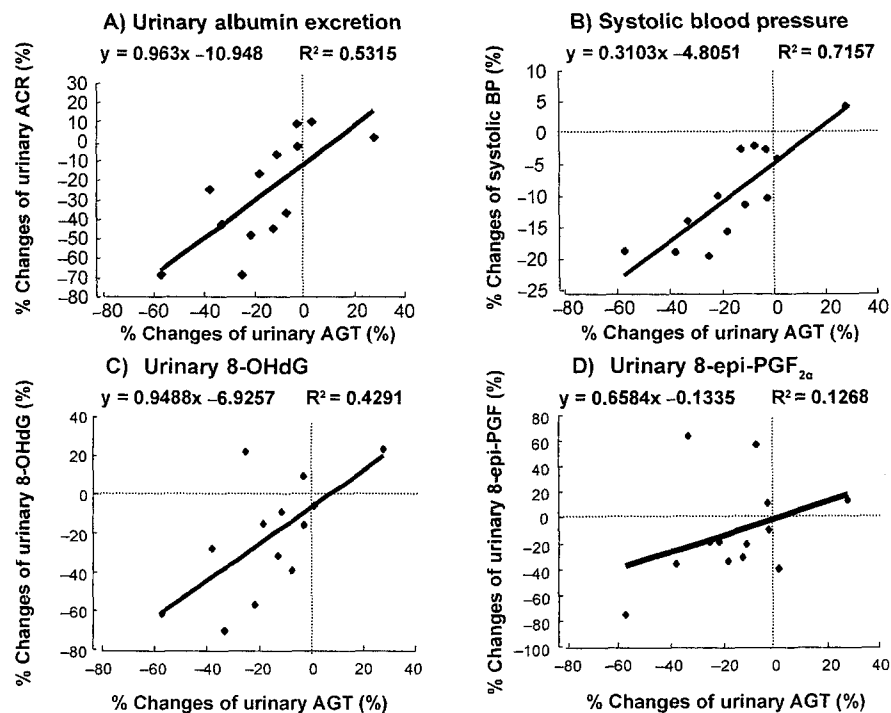 A) Urinary albumin excretion
y = 0.963x −10.948 R² = 0.5315
% Changes of urinary ACR (%)
30
20
10
0
−10
−20
−30
−40
−50
−60
−70
−80
−80 −60 −40 −20 0 20 40
% Changes of urinary AGT (%)
B) Systolic blood pressure
y = 0.3103x −4.8051 R² = 0.7157
% Changes of systolic BP (%)
10
5
0
−5
−10
−15
−20
−25
−80 −60 −40 −20 0 20 40
% Changes of urinary AGT (%)
C) Urinary 8-OHdG
y = 0.9488x −6.9257 R² = 0.4291
% Changes of urinary 8-OHdG (%)
40
20
0
−20
−40
−60
−80
−80 −60 −40 −20 0 20 40
% Changes of urinary AGT (%)
D) Urinary 8-epi-PGF₂α
y = 0.6584x −0.1335 R² = 0.1268
% Changes of urinary 8-epi-PGF (%)
80
60
40
20
0
−20
−40
−60
−80
−100
−80 −60 −40 −20 0 20 40
% Changes of urinary AGT (%)